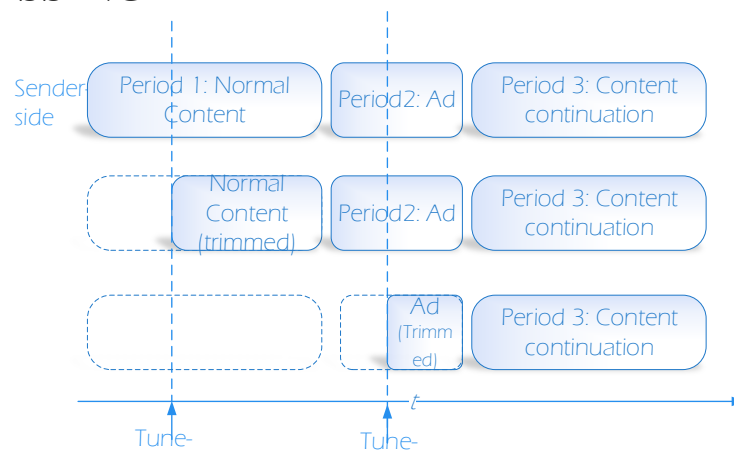 Sender-
side
Period 1: Normal
Content
Period2: Ad
Period 3: Content
continuation
Normal
Content
(trimmed)
Period2: Ad
Period 3: Content
continuation
Ad
(Trimm
ed)
Period 3: Content
continuation
t
Tune-
Tune-